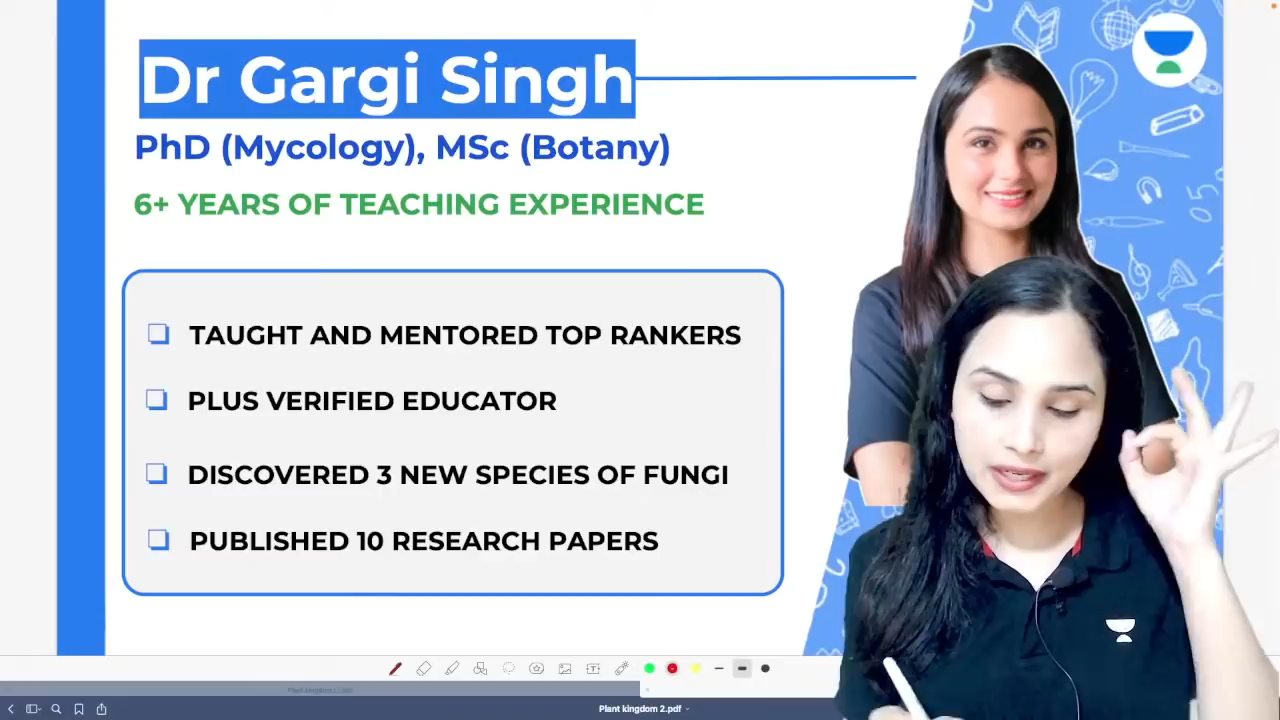 Dr Gargi Singh
PhD (Mycology), MSc (Botany)
6+ YEARS OF TEACHING EXPERIENCE
TAUGHT AND MENTORED TOP RANKERS
PLUS VERIFIED EDUCATOR
DISCOVERED 3 NEW SPECIES OF FUNGI
PUBLISHED 10 RESEARCH PAPERS
Plant kingdom 2.pdf